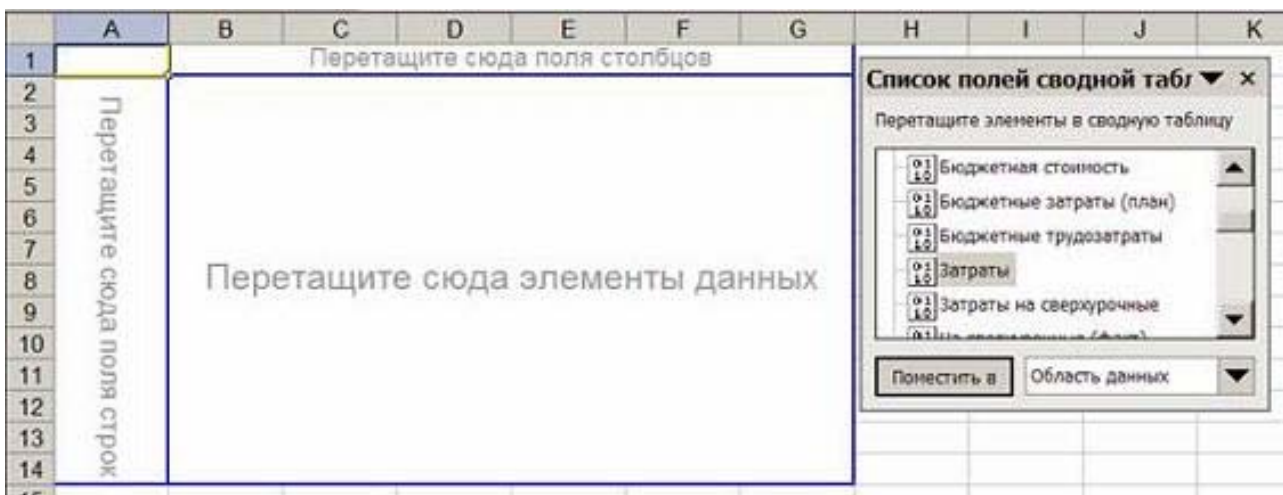 A B C D E F G H I J K
1 Перетащите сюда поля столбцов
Список полей сводной табл
2
3 Перетащите элементы в сводную таблицу
Перетащите сюда поля строк
4 Бюджетная стоимость
5
6 Бюджетные затраты (план)
7 Бюджетные трудозатраты
8 Перетащите сюда элементы данных Затраты
9 Затраты на сверхурочные
10
11 Поместить в Область данных
12
13
14